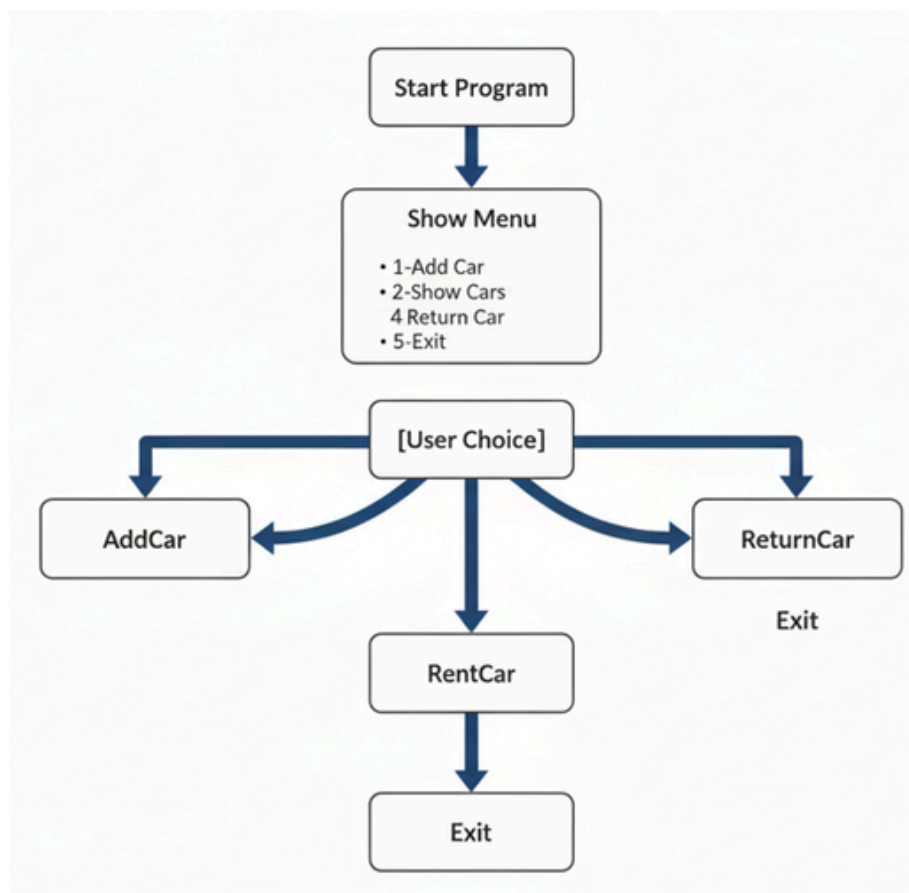 Start Program
Show Menu
• 1-Add Car
• 2-Show Cars
4 Return Car
• 5-Exit
[User Choice]
AddCar
ReturnCar
Exit
RentCar
Exit